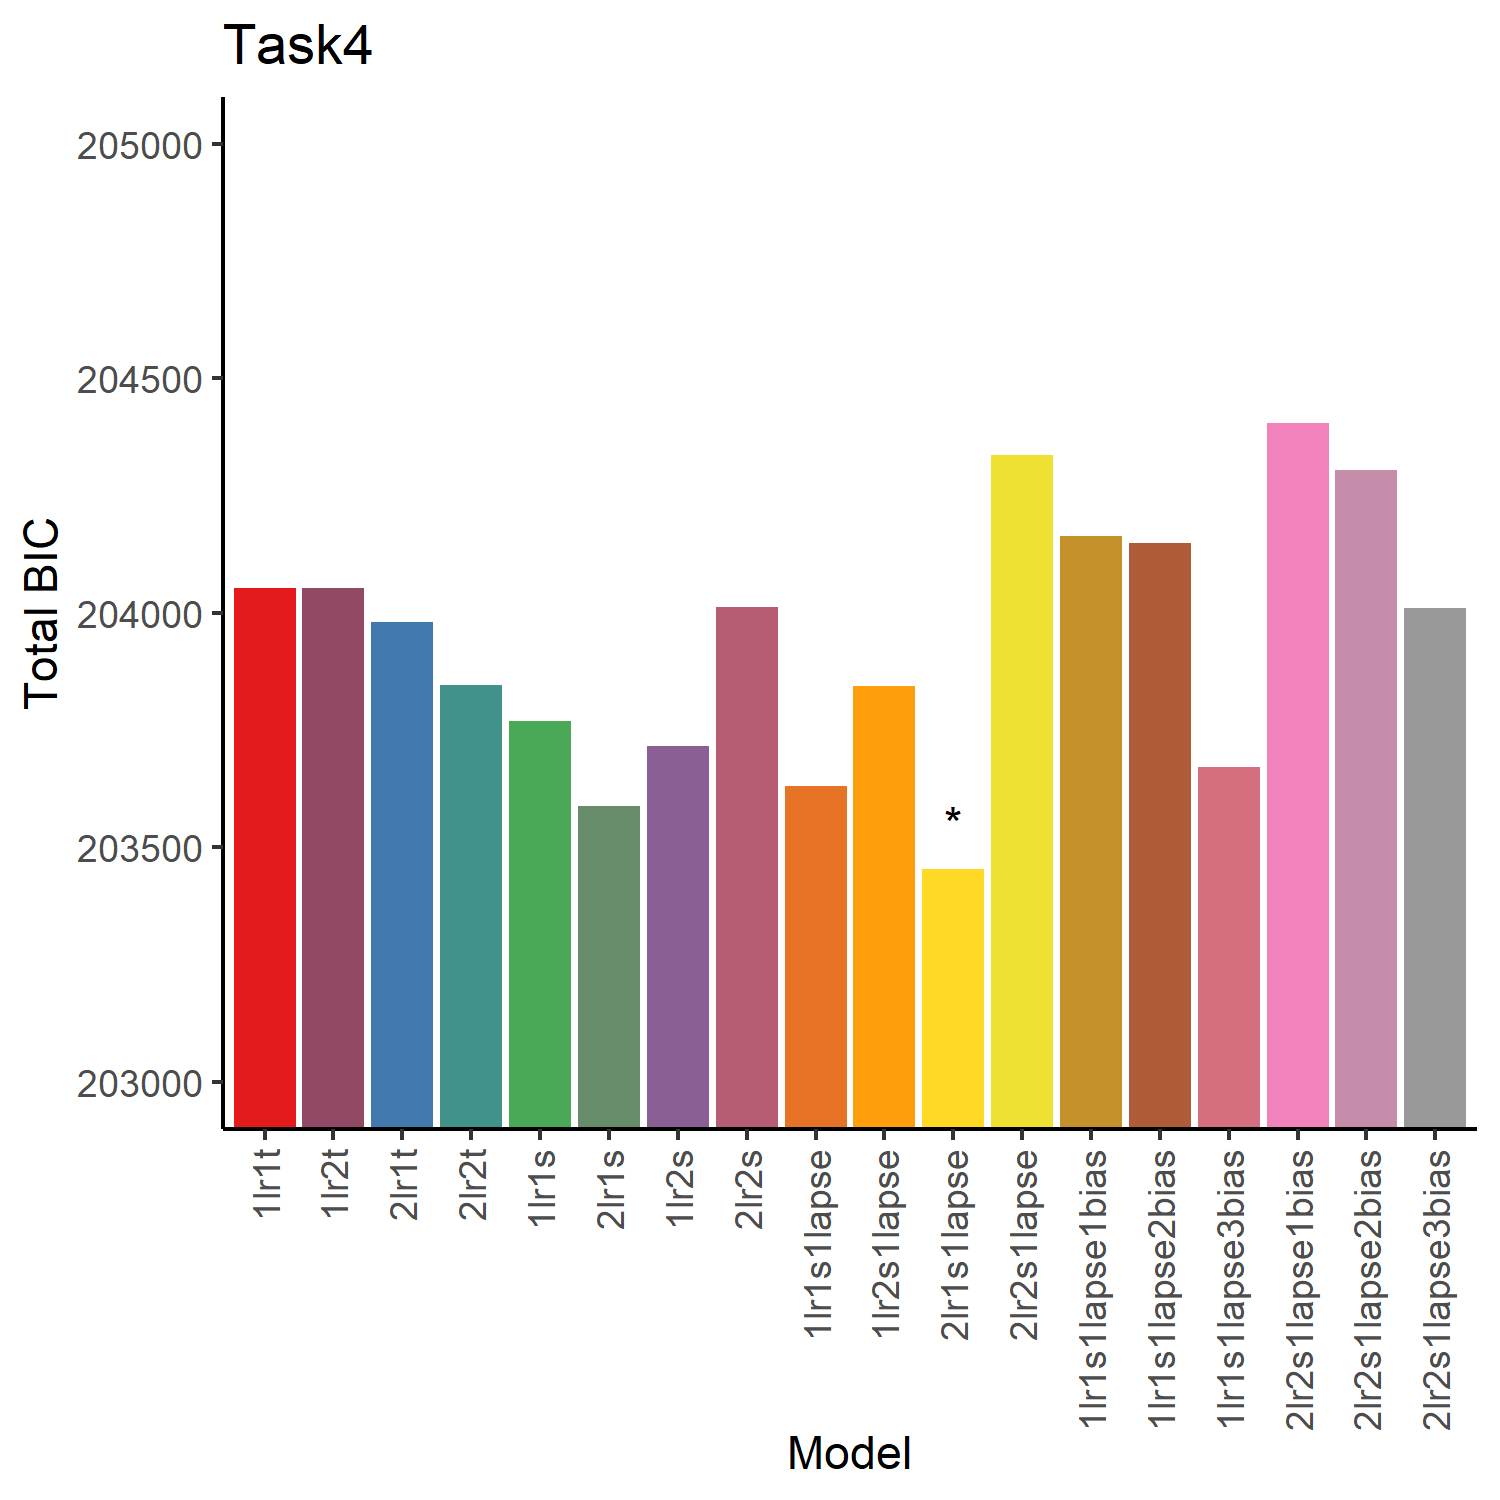 Task4
Total BIC
205000
204500
204000
203500
203000
*
1lr1t
1lr2t
2lr1t
2lr2t
1lr1s
2lr1s
1lr2s
2lr2s
1lr1s1lapse
1lr2s1lapse
2lr1s1lapse
2lr2s1lapse
1lr1s1lapse1bias
1lr1s1lapse2bias
1lr1s1lapse3bias
2lr2s1lapse1bias
2lr2s1lapse2bias
2lr2s1lapse3bias
Model